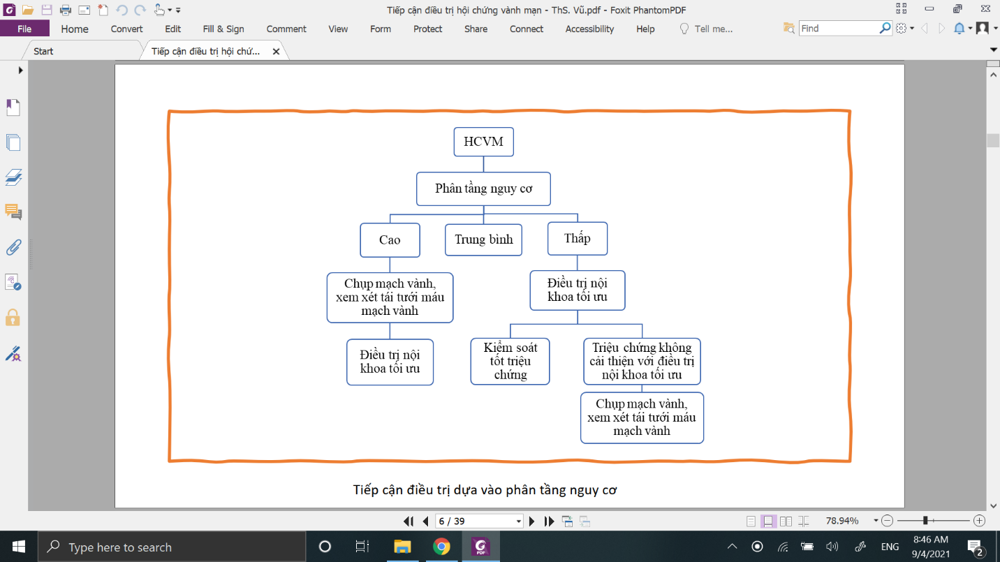 Tiếp cận điều trị hội chứng vành mạn - ThS. Vũ.pdf - Foxit PhantomPDF
File Home Convert Edit Fill & Sign Comment View Form Protect Share Connect Accessibility Help Tell me... Find
Start Tiếp cận điều trị hội chứ...
HCVM
Phân tầng nguy cơ
Cao
Trung bình
Thấp
Chụp mạch vành,
xem xét tái tưới máu
mạch vành
Điều trị nội
khoa tối ưu
Điều trị nội
khoa tối ưu
Kiểm soát
tốt triệu
chứng
Triệu chứng không
cải thiện với điều trị
nội khoa tối ưu
Chụp mạch vành,
xem xét tái tưới máu
mạch vành
Tiếp cận điều trị dựa vào phân tầng nguy cơ
6 / 39 78.94%
Type here to search
PDF
ENG
8:46 AM
9/4/2021
2